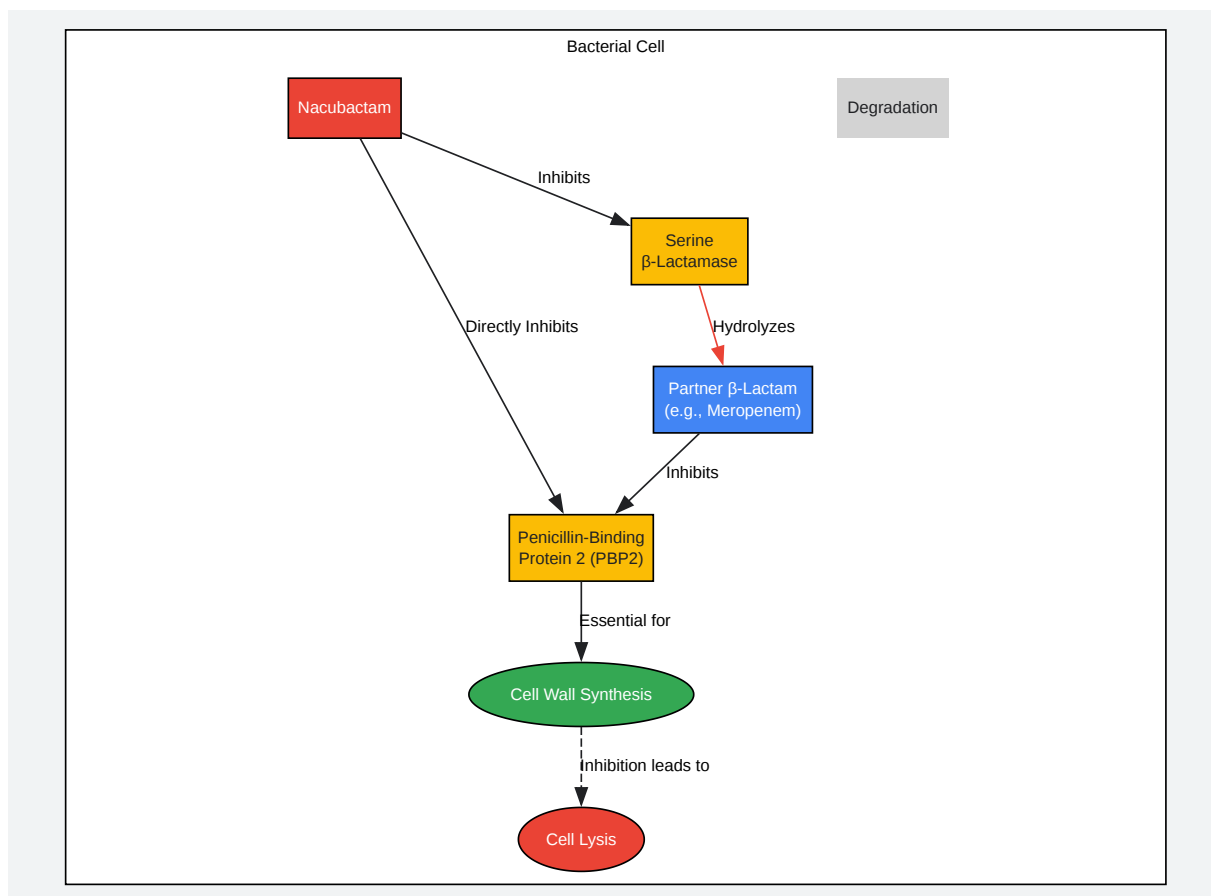 Bacterial Cell
Nacubactam
Degradation
Inhibits
Serine
β-Lactamase
Directly Inhibits
Hydrolyzes
Partner β-Lactam
(e.g., Meropenem)
Inhibits
Penicillin-Binding
Protein 2 (PBP2)
Essential for
Cell Wall Synthesis
Inhibition leads to
Cell Lysis